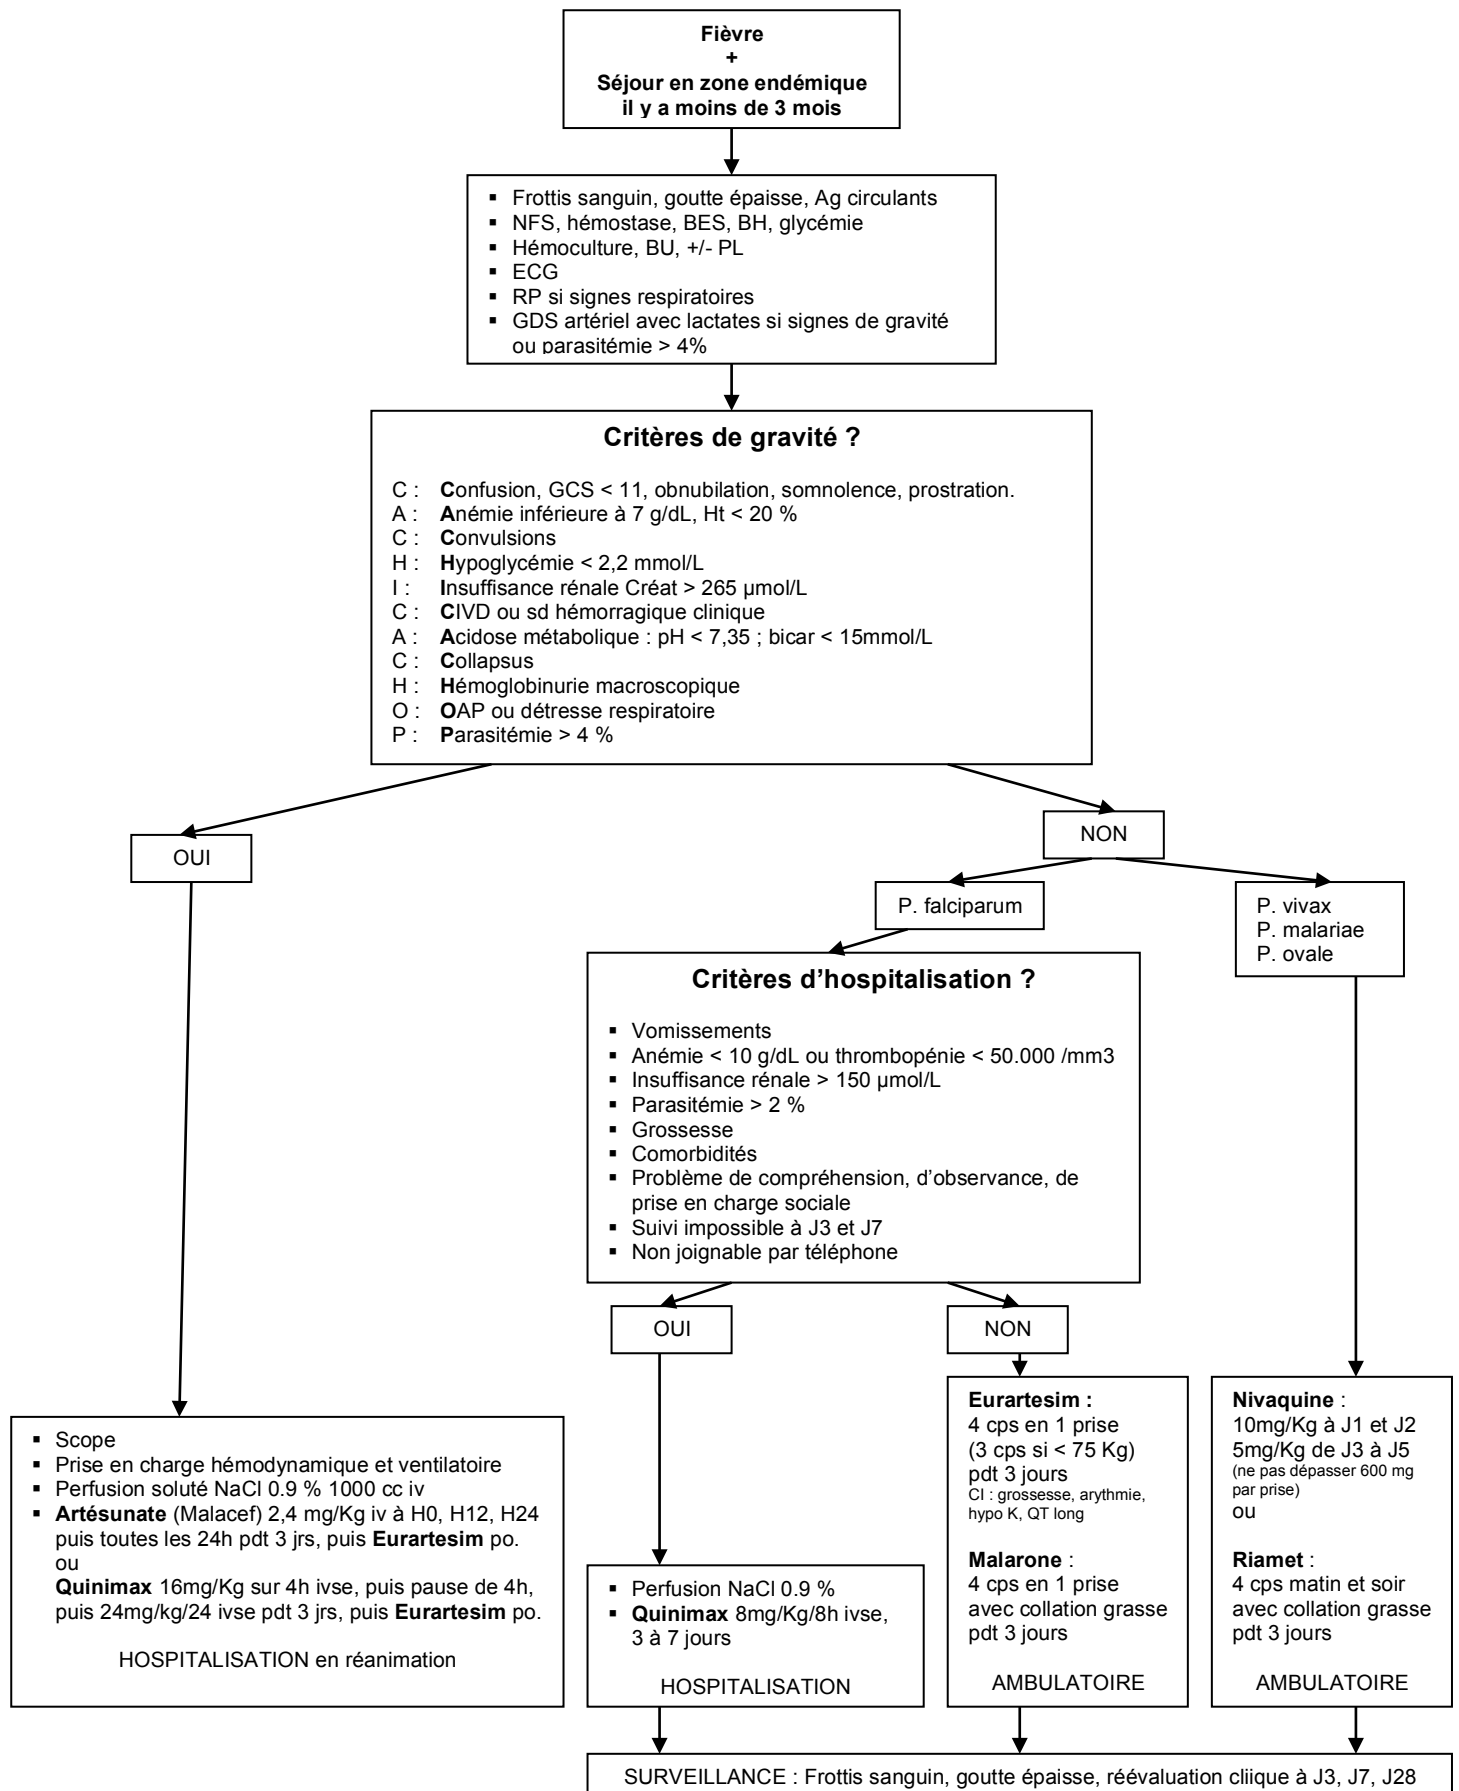 Fièvre
+
Séjour en zone endémique
il y a moins de 3 mois
▪ Frottis sanguin, goutte épaisse, Ag circulants
▪ NFS, hémostase, BES, BH, glycémie
▪ Hémoculture, BU, +/- PL
▪ ECG
▪ RP si signes respiratoires
▪ GDS artériel avec lactates si signes de gravité
ou parasitémie > 4%
Critères de gravité ?
C : Confusion, GCS < 11, obnubilation, somnolence, prostration.
A : Anémie inférieure à 7 g/dL, Ht < 20 %
C : Convulsions
H : Hypoglycémie < 2,2 mmol/L
I : Insuffisance rénale Créat > 265 µmol/L
C : CIVD ou sd hémorragique clinique
A : Acidose métabolique : pH < 7,35 ; bicar < 15mmol/L
C : Collapsus
H : Hémoglobinurie macroscopique
O : OAP ou détresse respiratoire
P : Parasitémie > 4 %
OUI
NON
P. falciparum
P. vivax
P. malariae
P. ovale
Critères d'hospitalisation ?
▪ Vomissements
▪ Anémie < 10 g/dL ou thrombopénie < 50.000 /mm3
▪ Insuffisance rénale > 150 µmol/L
▪ Parasitémie > 2 %
▪ Grossesse
▪ Comorbidités
▪ Problème de compréhension, d'observance, de
prise en charge sociale
▪ Suivi impossible à J3 et J7
▪ Non joignable par téléphone
OUI
NON
▪ Scope
▪ Prise en charge hémodynamique et ventilatoire
▪ Perfusion soluté NaCl 0.9 % 1000 cc iv
▪ Artésunate (Malacef) 2,4 mg/Kg iv à H0, H12, H24
puis toutes les 24h pdt 3 jrs, puis Eurartesim po.
ou
Quinimax 16mg/Kg sur 4h ivse, puis pause de 4h,
puis 24mg/kg/24 ivse pdt 3 jrs, puis Eurartesim po.
HOSPITALISATION en réanimation
▪ Perfusion NaCl 0.9 %
▪ Quinimax 8mg/Kg/8h ivse,
3 à 7 jours
HOSPITALISATION
Eurartesim :
4 cps en 1 prise
(3 cps si < 75 Kg)
pdt 3 jours
CI : grossesse, arythmie,
hypo K, QT long
Malarone :
4 cps en 1 prise
avec collation grasse
pdt 3 jours
AMBULATOIRE
Nivaquine :
10mg/Kg à J1 et J2
5mg/Kg de J3 à J5
(ne pas dépasser 600 mg
par prise)
ou
Riamet :
4 cps matin et soir
avec collation grasse
pdt 3 jours
AMBULATOIRE
SURVEILLANCE : Frottis sanguin, goutte épaisse, réévaluation cliique à J3, J7, J28